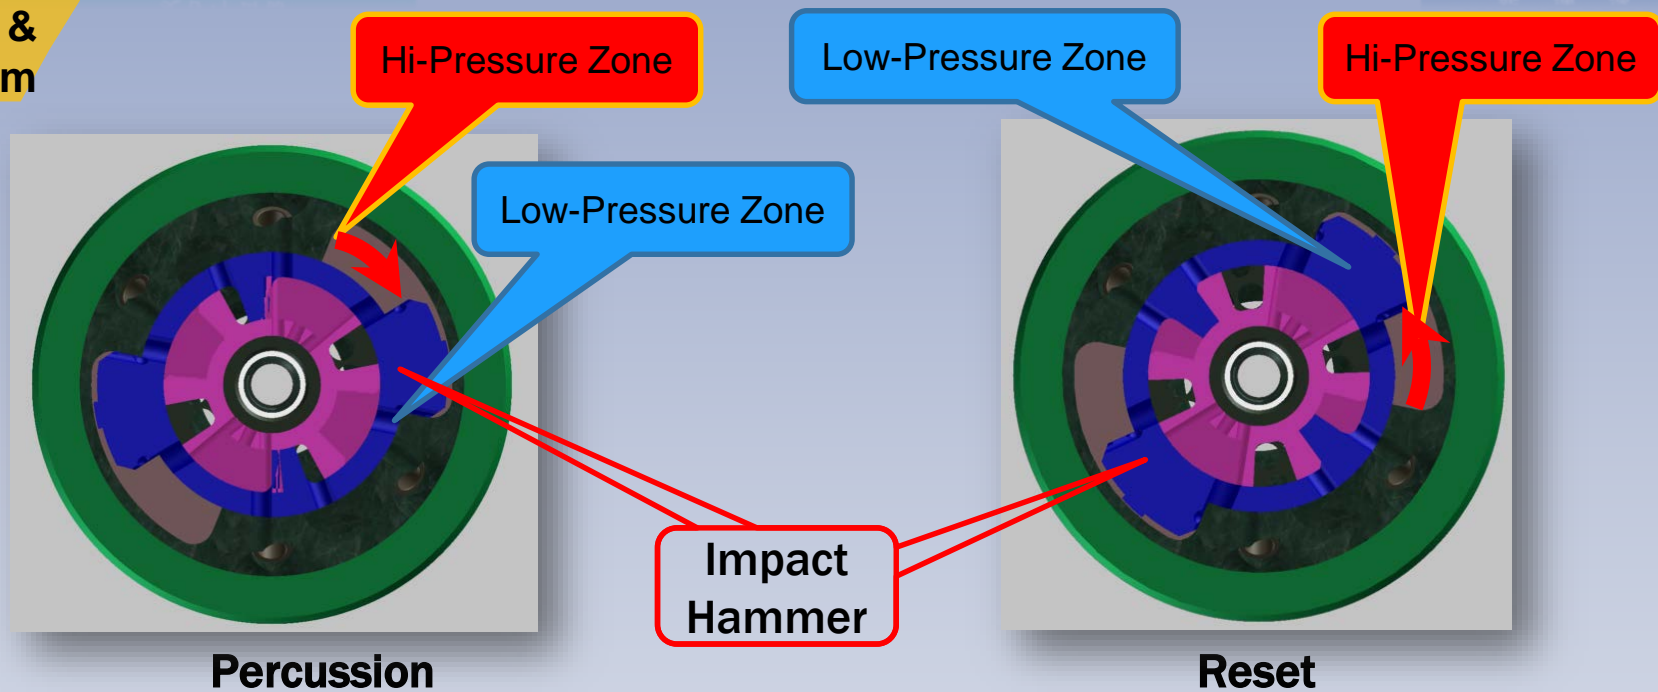 &
m
Hi-Pressure Zone
Low-Pressure Zone
Hi-Pressure Zone
Low-Pressure Zone
Impact
Hammer
Percussion
Reset